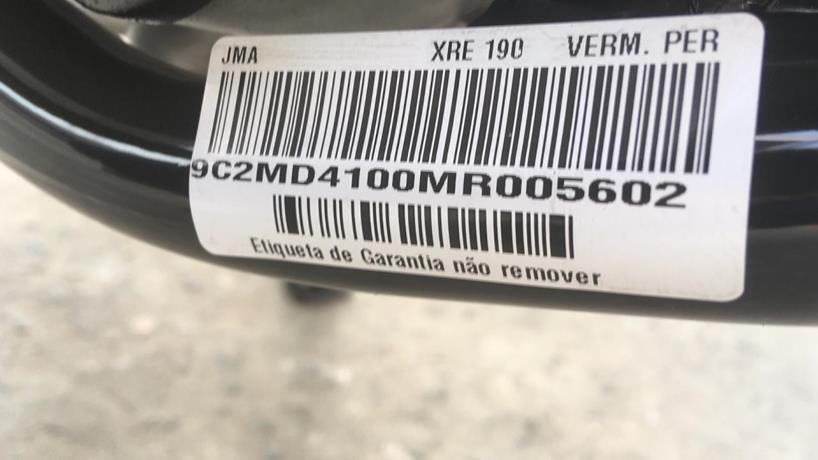 JMA XRE 190 VERM. PER
9C2MD4100MR005602
Etiqueta de Garantia não remover